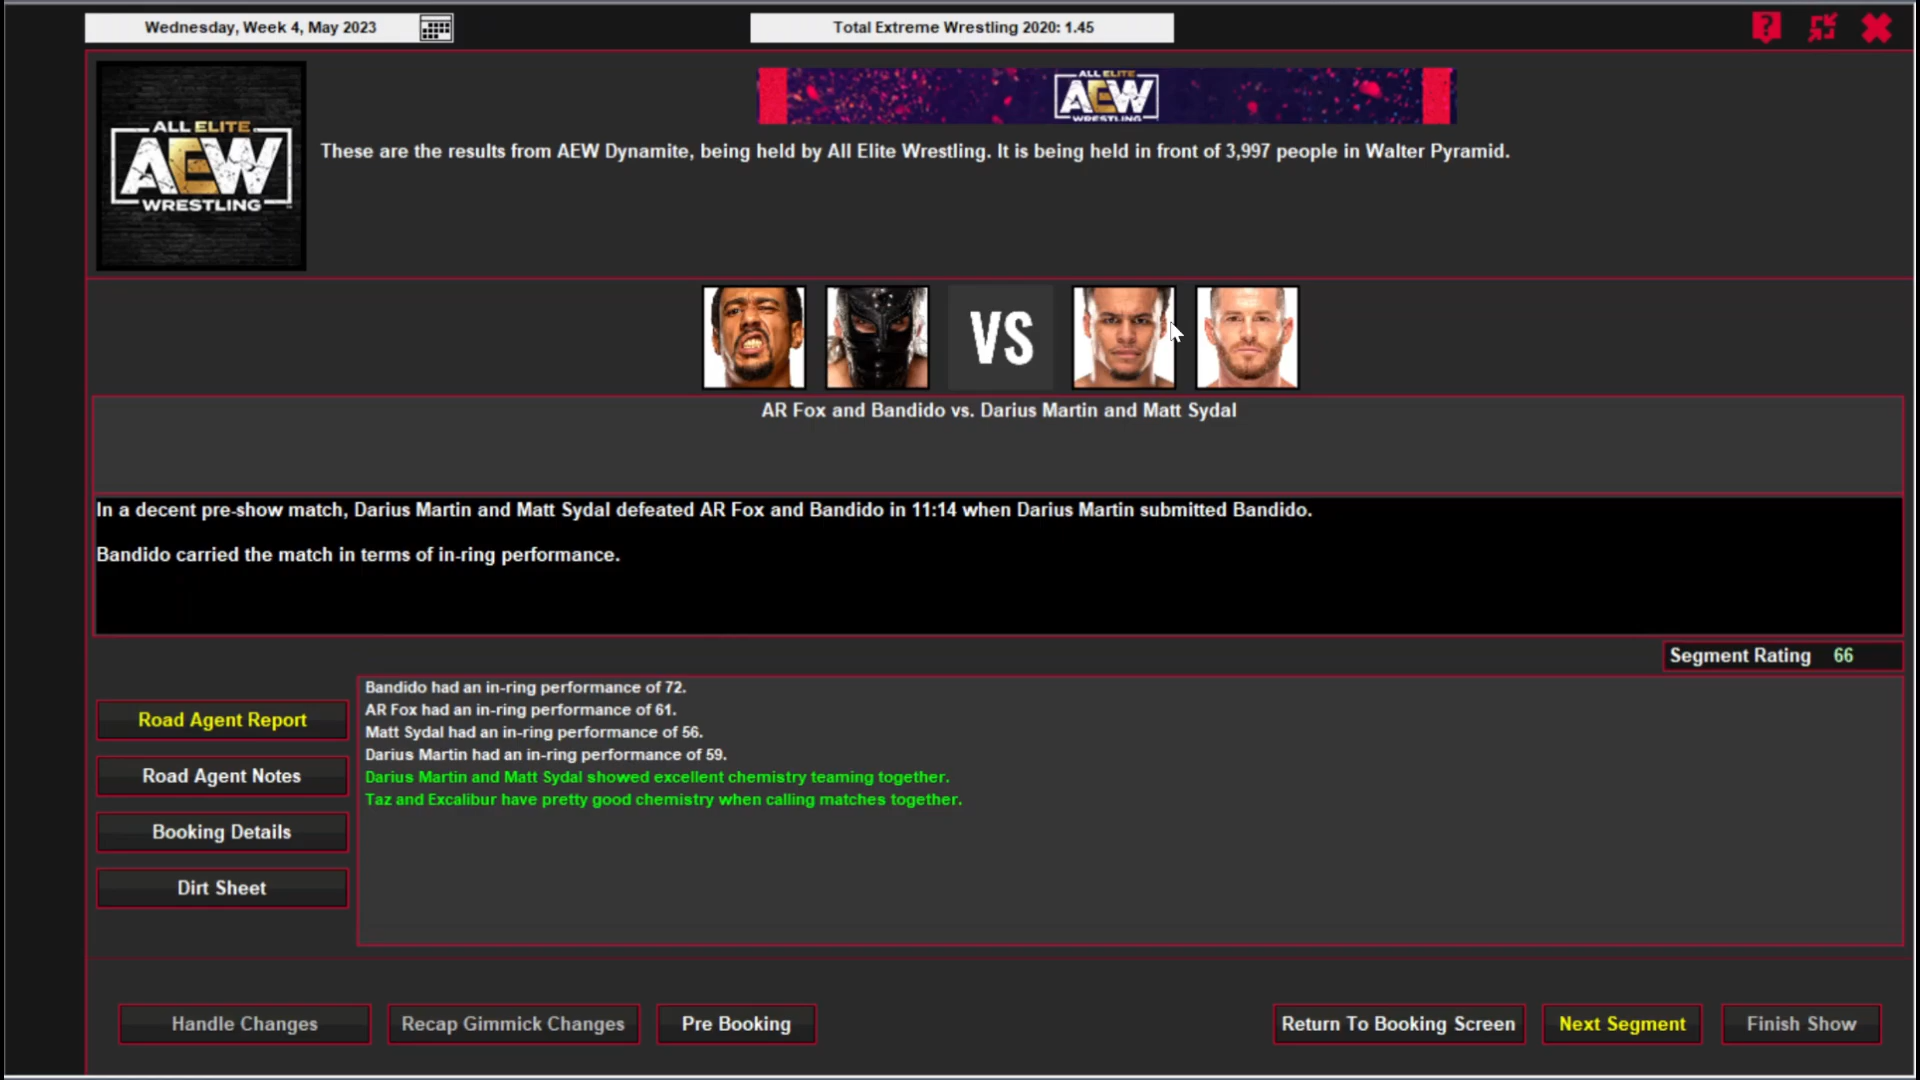 Wednesday, Week 4, May 2023
Total Extreme Wrestling 2020: 1.45
ALL ELITE
AEW
WRESTLING
ALL ELITE
AEW
WRESTLING
These are the results from AEW Dynamite, being held by All Elite Wrestling. It is being held in front of 3,997 people in Walter Pyramid.
VS
AR Fox and Bandido vs. Darius Martin and Matt Sydal
In a decent pre-show match, Darius Martin and Matt Sydal defeated AR Fox and Bandido in 11:14 when Darius Martin submitted Bandido.
Bandido carried the match in terms of in-ring performance.
Segment Rating 66
Road Agent Report
Road Agent Notes
Booking Details
Dirt Sheet
Bandido had an in-ring performance of 72.
AR Fox had an in-ring performance of 61.
Matt Sydal had an in-ring performance of 56.
Darius Martin had an in-ring performance of 59.
Darius Martin and Matt Sydal showed excellent chemistry teaming together.
Taz and Excalibur have pretty good chemistry when calling matches together.
Handle Changes
Recap Gimmick Changes
Pre Booking
Return To Booking Screen
Next Segment
Finish Show